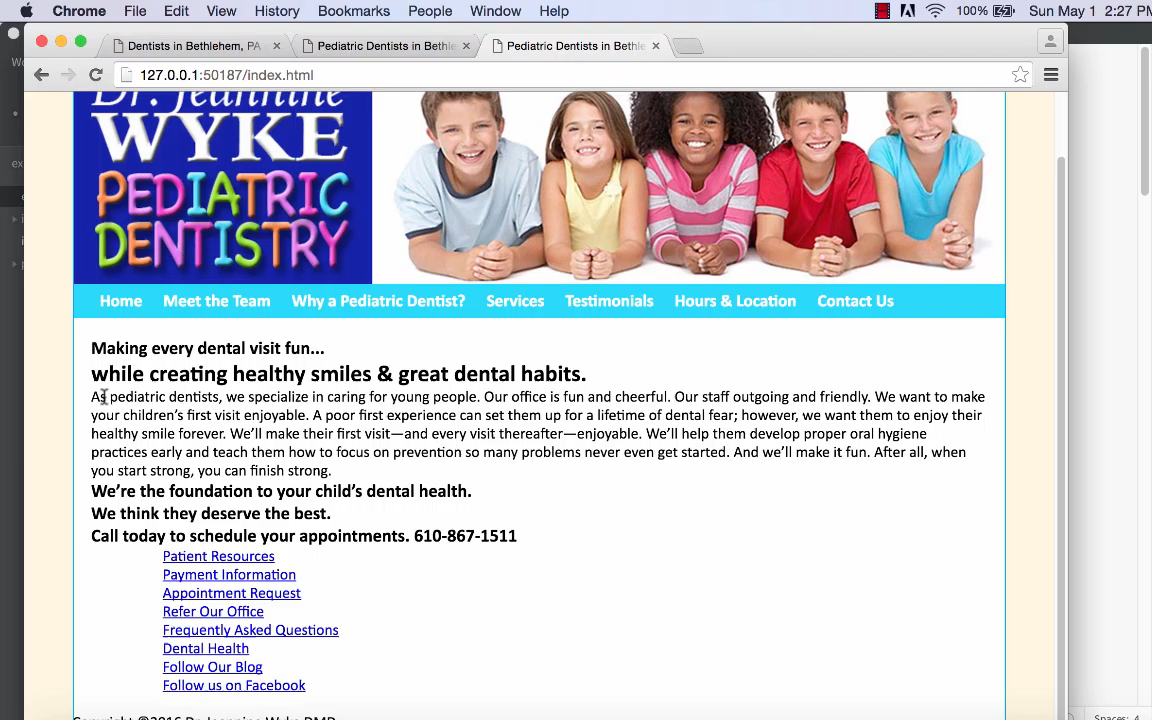 Chrome File Edit View History Bookmarks People Window Help 100% Sun May 1 2:27 PM
Dentists in Bethlehem, PA Pediatric Dentists in Bethle Pediatric Dentists in Bethle
127.0.0.1:50187/index.html
Dr. Jeannine
WYKE
PEDIATRIC
DENTISTRY
Home Meet the Team Why a Pediatric Dentist? Services Testimonials Hours & Location Contact Us
Making every dental visit fun...
while creating healthy smiles & great dental habits.
As pediatric dentists, we specialize in caring for young people. Our office is fun and cheerful. Our staff outgoing and friendly. We want to make
your children’s first visit enjoyable. A poor first experience can set them up for a lifetime of dental fear; however, we want them to enjoy their
healthy smile forever. We’ll make their first visit—and every visit thereafter—enjoyable. We’ll help them develop proper oral hygiene
practices early and teach them how to focus on prevention so many problems never even get started. And we’ll make it fun. After all, when
you start strong, you can finish strong.
We’re the foundation to your child’s dental health.
We think they deserve the best.
Call today to schedule your appointments. 610-867-1511
Patient Resources
Payment Information
Appointment Request
Refer Our Office
Frequently Asked Questions
Dental Health
Follow Our Blog
Follow us on Facebook
Copyright ©2016 Dr. Jeannine Wyke DMD
Spaces: 4